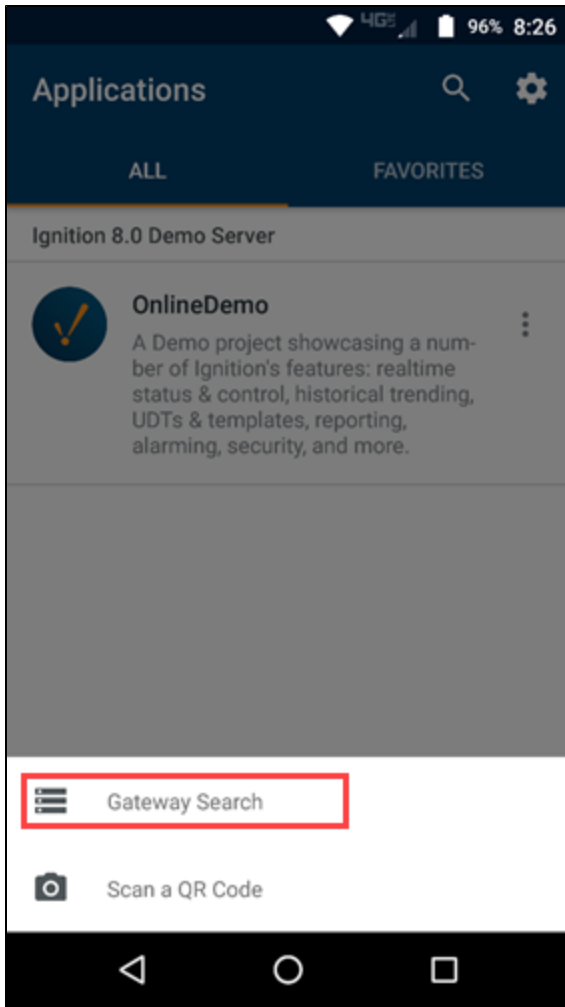 4GE 96% 8:26
Applications
ALL FAVORITES
Ignition 8.0 Demo Server
OnlineDemo
A Demo project showcasing a num-
ber of Ignition's features: realtime
status & control, historical trending,
UDTs & templates, reporting,
alarming, security, and more.
Gateway Search
Scan a QR Code